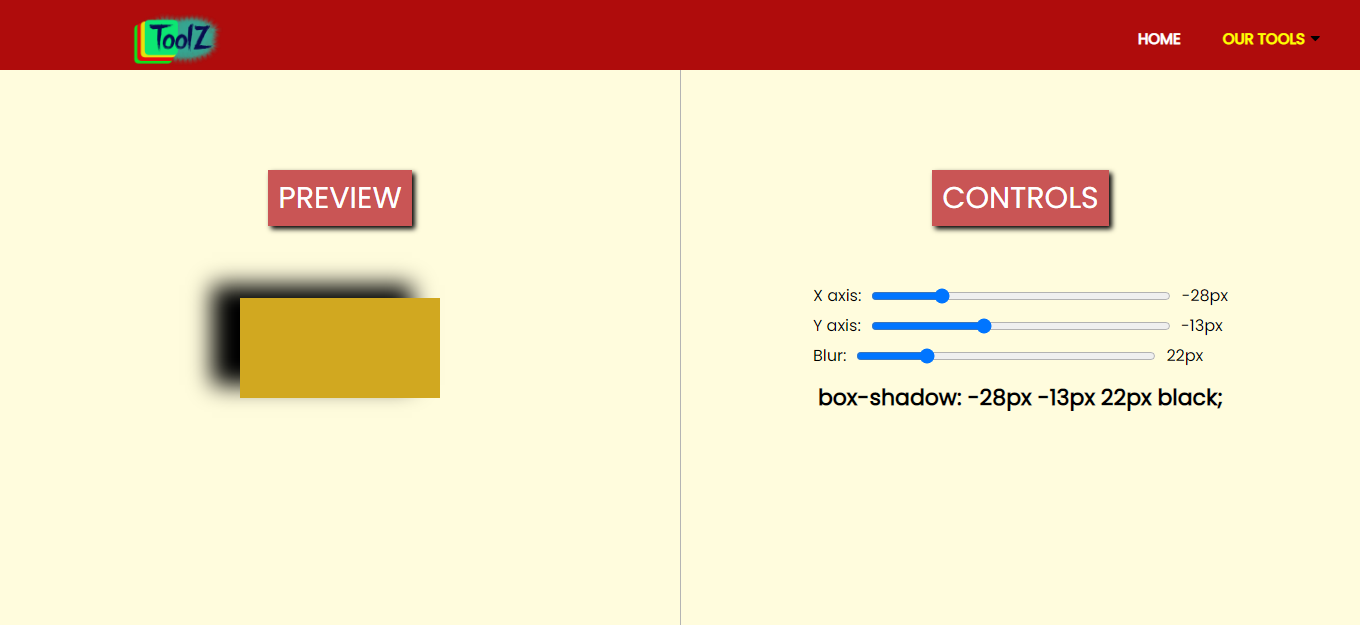 ToolZ
HOME
OUR TOOLS
PREVIEW
CONTROLS
X axis: -28px
Y axis: -13px
Blur: 22px
box-shadow: -28px -13px 22px black;